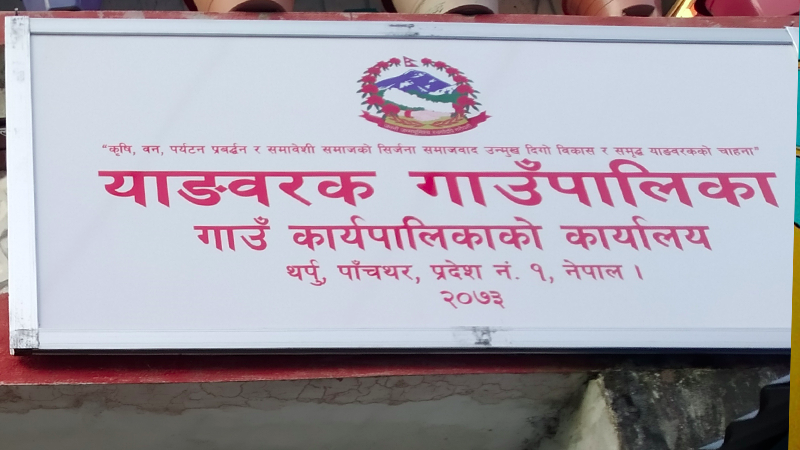 “कृषि, वन, पर्यटन प्रबर्द्धन र समावेशी समाजको सिर्जना समाजवाद उन्मुख दिगो विकास र समृद्ध याङवरकको चाहना”
याङवरक गाउँपालिका
गाउँ कार्यपालिकाको कार्यालय
थर्पु, पाँचथर, प्रदेश नं. १, नेपाल ।
२०७३